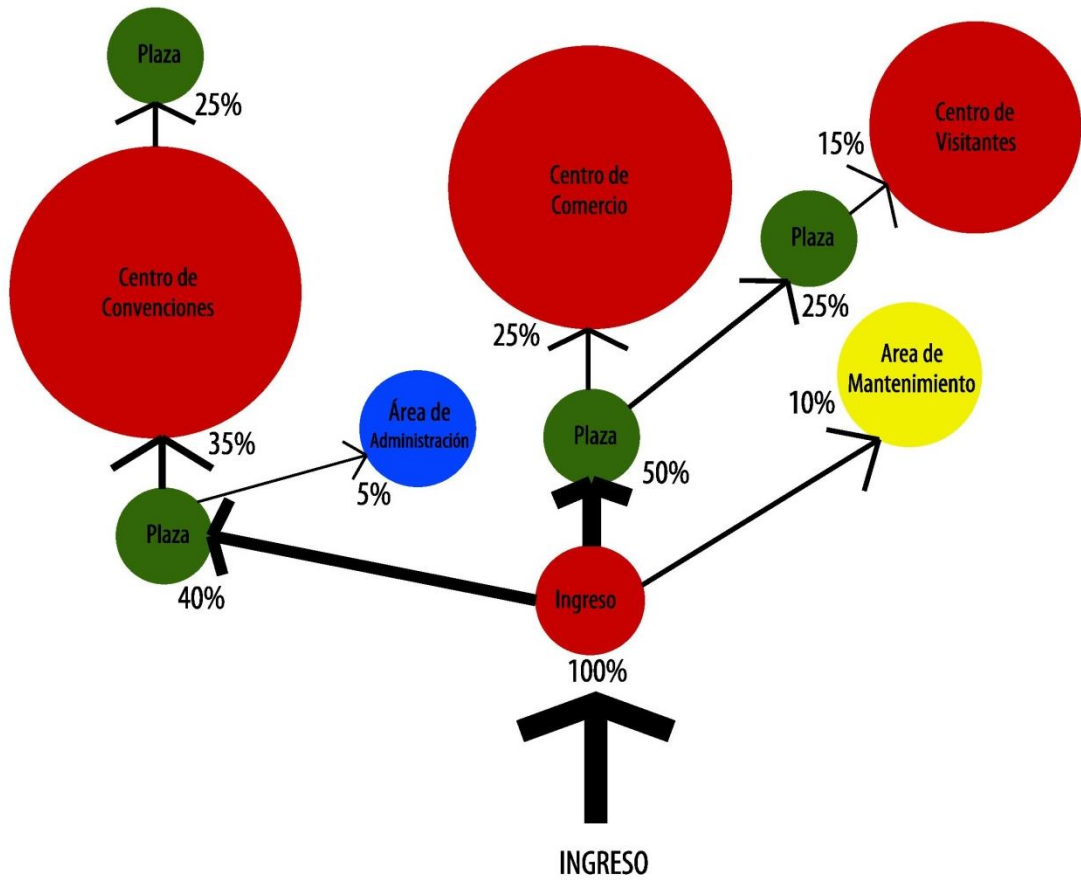 Plaza
25%
Centro de
Visitantes
15%
Centro de
Comercio
Plaza
Centro de
Convenciones
25%
25%
Area de
Mantenimiento
10%
Área de
Administración
35%
5%
Plaza
50%
Plaza
40%
Ingreso
100%
INGRESO